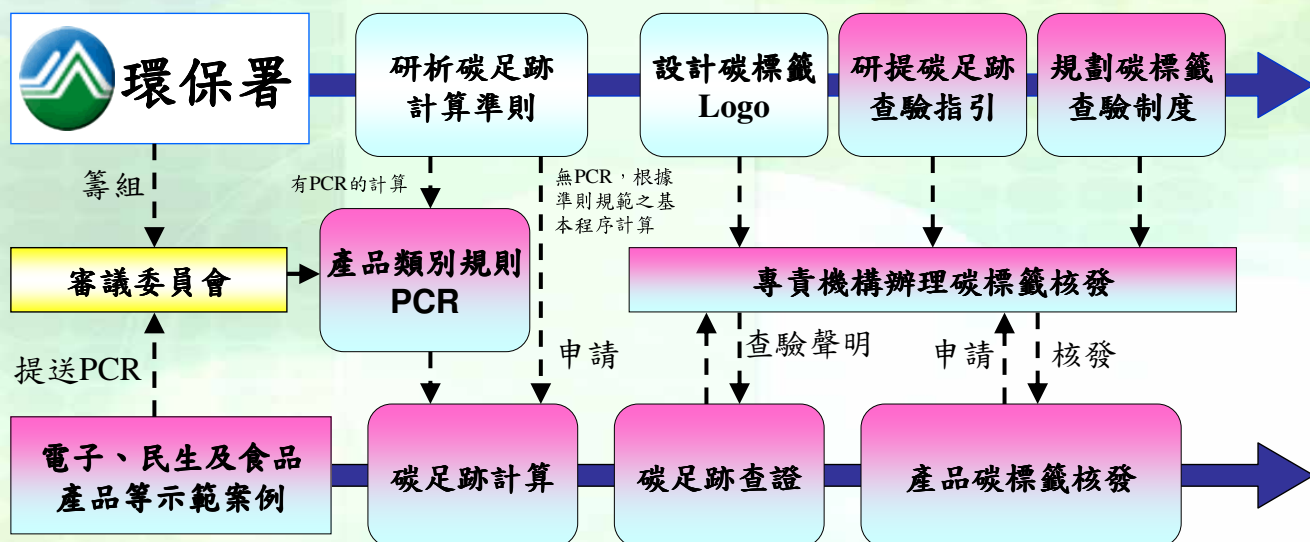 環保署
研析碳足跡
計算準則
設計碳標籤
Logo
研提碳足跡
查驗指引
規劃碳標籤
查驗制度
籌組
有PCR的計算
無PCR，根據
準則規範之基
本程序計算
審議委員會
產品類別規則
PCR
專責機構辦理碳標籤核發
提送PCR
申請
查驗聲明
申請
核發
電子、民生及食品
產品等示範案例
碳足跡計算
碳足跡查證
產品碳標籤核發